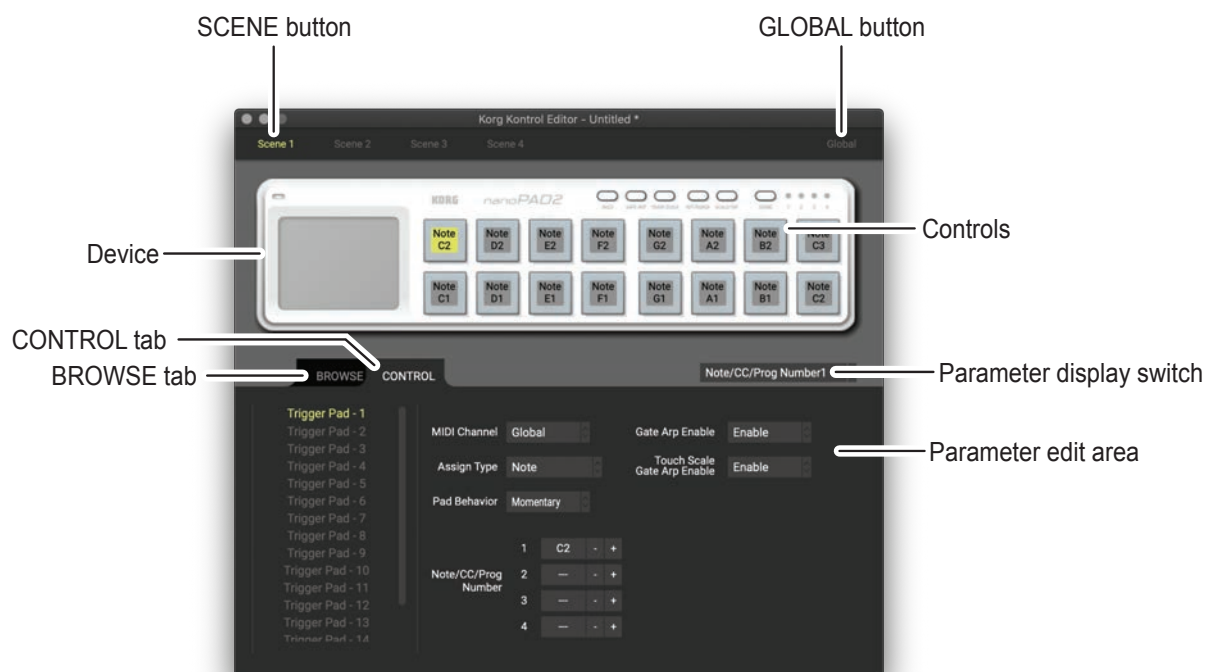 SCENE button
GLOBAL button
Korg Kontrol Editor - Untitled *
Scene 1 Scene 2 Scene 3 Scene 4 Global
KORG nanoPAD2
1 2 3 4
Device
Note C2 Note D2 Note E2 Note F2 Note G2 Note A2 Note B2 Note C3
Controls
Note C1 Note D1 Note E1 Note F1 Note G1 Note A1 Note B1 Note C2
CONTROL tab
BROWSE tab
BROWSE CONTROL
Note/CC/Prog Number1
Parameter display switch
Trigger Pad - 1
Trigger Pad - 2
Trigger Pad - 3
Trigger Pad - 4
Trigger Pad - 5
Trigger Pad - 6
Trigger Pad - 7
Trigger Pad - 8
Trigger Pad - 9
Trigger Pad - 10
Trigger Pad - 11
Trigger Pad - 12
Trigger Pad - 13
Trigger Pad - 14
MIDI Channel Global
Assign Type Note
Pad Behavior Momentary
Gate Arp Enable Enable
Touch Scale
Gate Arp Enable Enable
Parameter edit area
Note/CC/Prog
Number
1 C2 - +
2 — - +
3 — - +
4 — - +